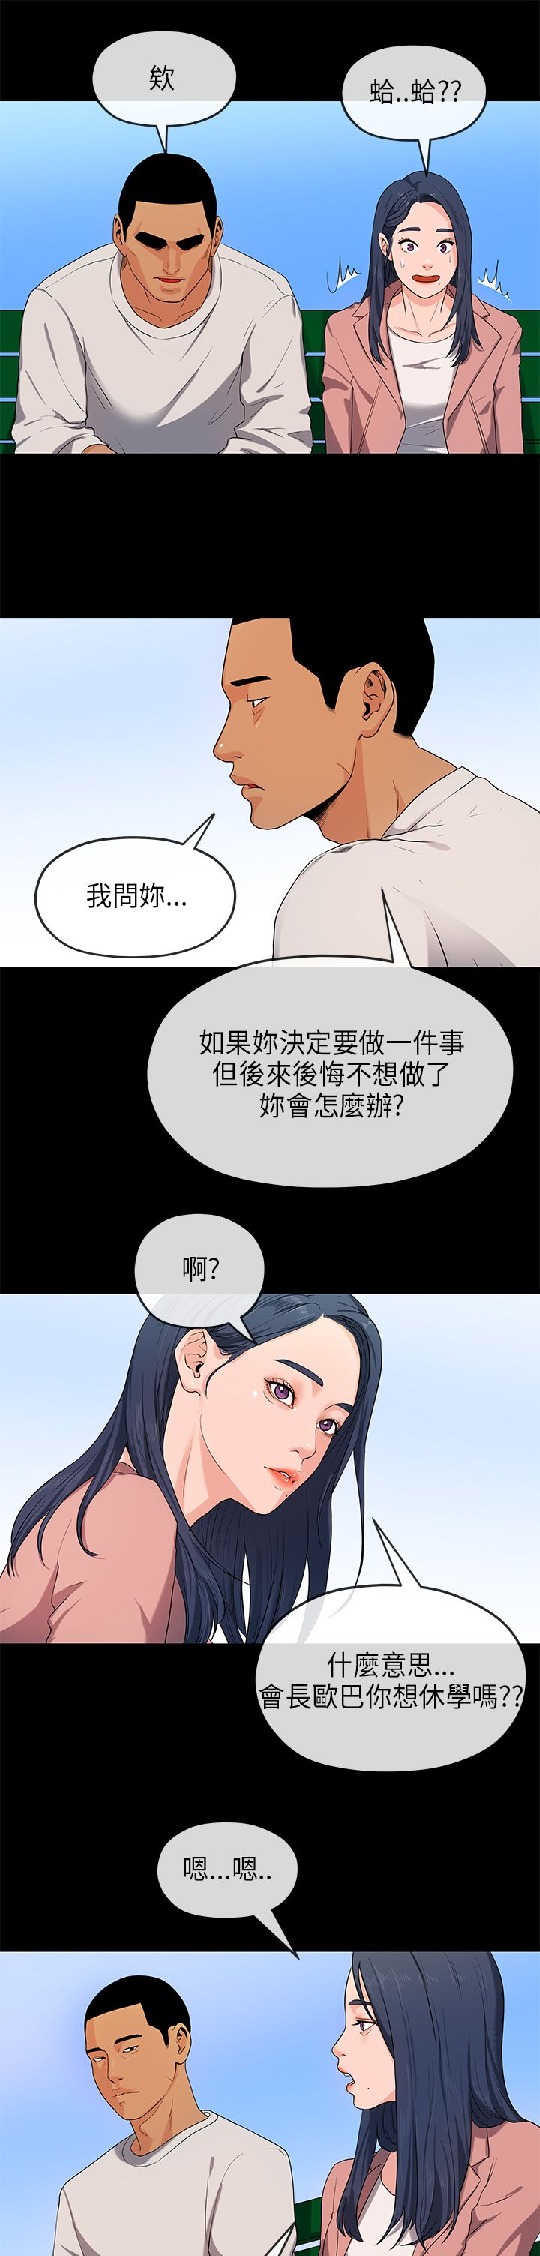 欸
蛤..蛤??
我問妳...
如果妳決定要做一件事
但後來後悔不想做了
妳會怎麼辦?
啊?
什麼意思...
會長歐巴你想休學嗎??
嗯...嗯..